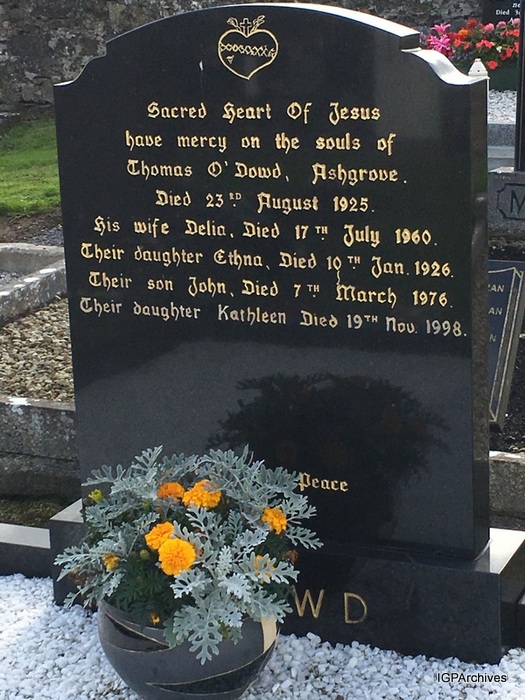 Sacred Heart Of Jesus
have mercy on the souls of
Thomas O'Dowd, Ashgrove.
Died 23RD August 1925.
His wife Delia, Died 17TH July 1960.
Their daughter Ethna, Died 10TH Jan. 1926.
Their son John, Died 7TH March 1976.
Their daughter Kathleen Died 19TH Nov. 1998.
Peace
WD
IGPArchives